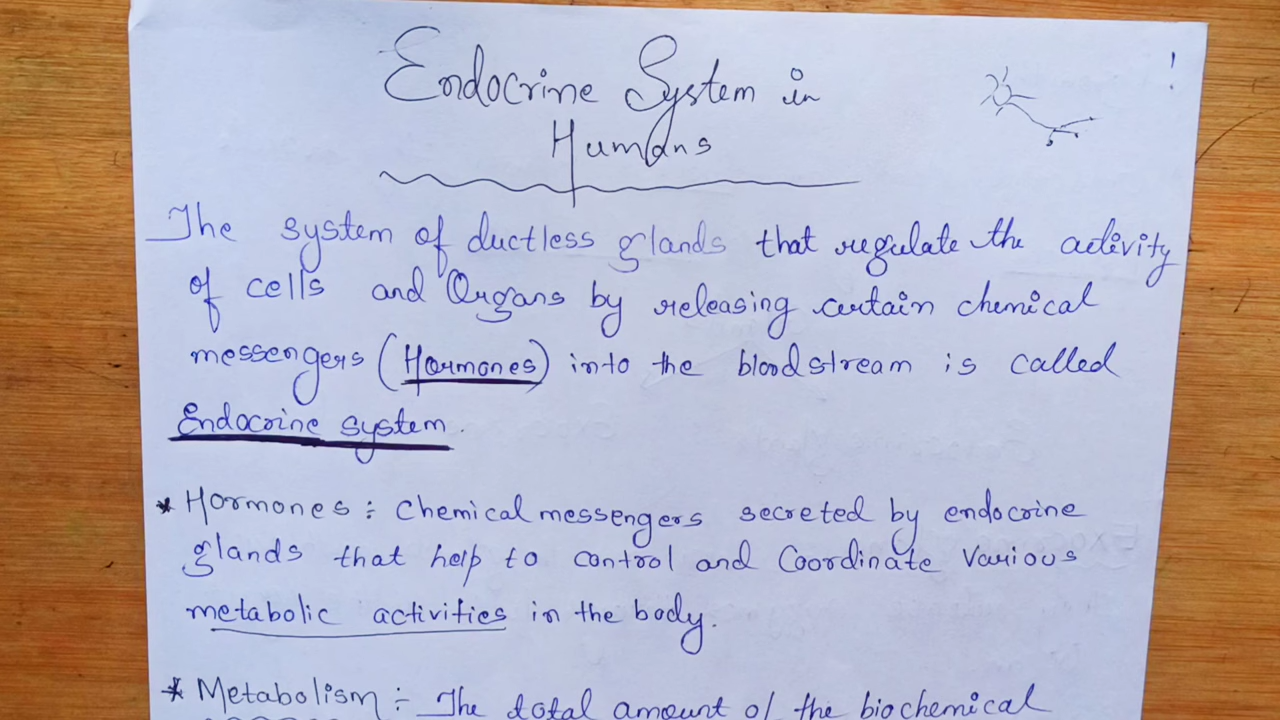 Endocrine System in
Humans
The system of ductless glands that regulate the activity
of cells and Organs by releasing certain chemical
messengers (Hormones) into the bloodstream is called
Endocrine system.
* Hormones : Chemical messengers secreted by endocrine
glands that help to control and Coordinate Various
metabolic activities in the body.
* Metabolism :- The total amount of the biochemical